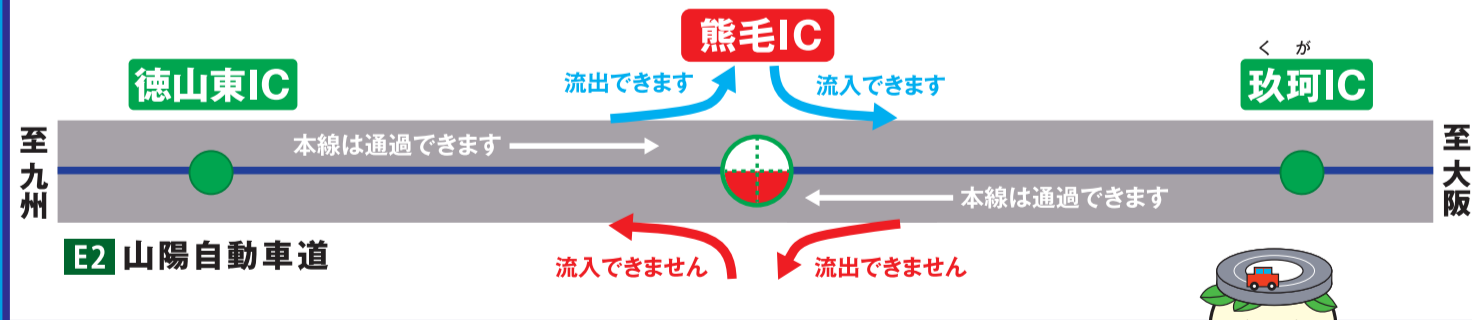 熊毛IC
徳山東IC
流出できます
流入できます
くが
玖珂IC
至九州
本線は通過できます
本線は通過できます
至大阪
E2 山陽自動車道
流入できません
流出できません